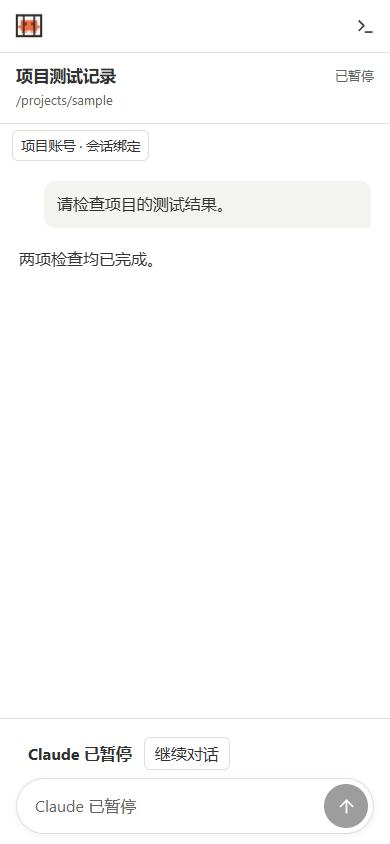 项目测试记录
已暂停
/projects/sample
项目账号 · 会话绑定
请检查项目的测试结果。
两项检查均已完成。
Claude 已暂停
继续对话
Claude 已暂停